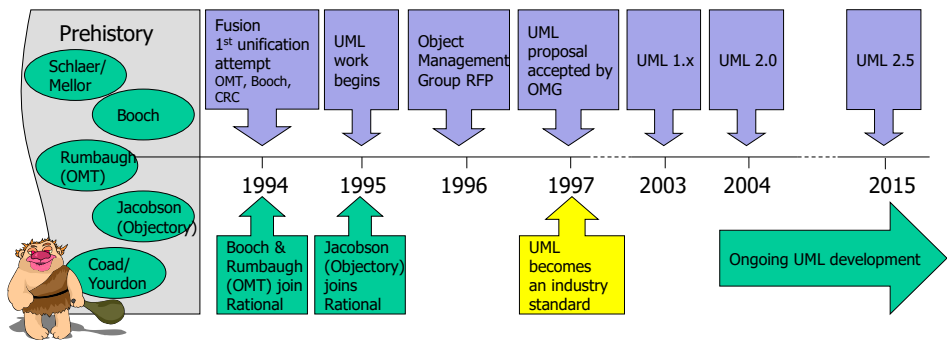 Prehistory
Schlaer/
Mellor
Booch
Rumbaugh
(OMT)
Jacobson
(Objectory)
Coad/
Yourdon
Fusion
1st unification
attempt
OMT, Booch,
CRC
UML
work
begins
Object
Management
Group RFP
UML
proposal
accepted by
OMG
UML 1.x
UML 2.0
UML 2.5
1994
1995
1996
1997
2003
2004
2015
Booch &
Rumbaugh
(OMT) join
Rational
Jacobson
(Objectory)
joins
Rational
UML
becomes
an industry
standard
Ongoing UML development